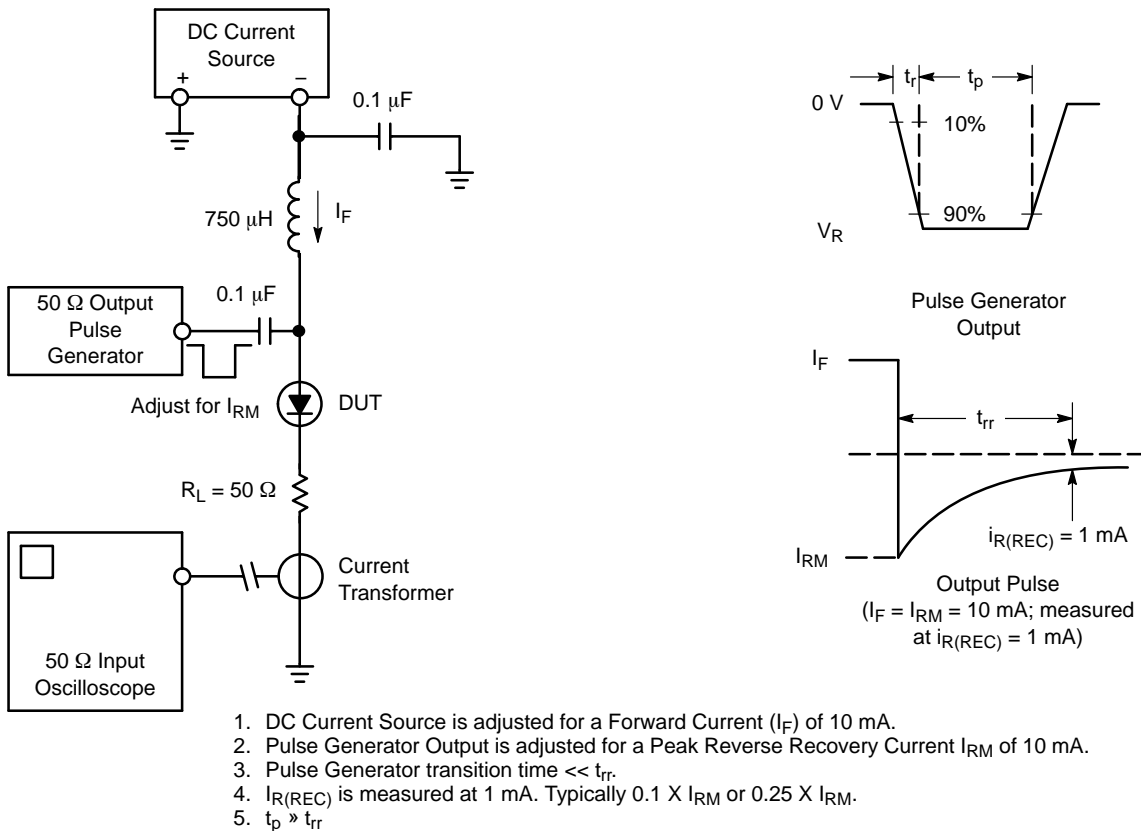 DC Current
Source
+
−
0.1 μF
750 μH
I_F
50 Ω Output
Pulse
Generator
0.1 μF
Adjust for I_RM
DUT
R_L = 50 Ω
Current
Transformer
50 Ω Input
Oscilloscope
t_r
t_p
0 V
10%
90%
V_R
Pulse Generator
Output
I_F
t_rr
i_R(REC) = 1 mA
I_RM
Output Pulse
(I_F = I_RM = 10 mA; measured
at i_R(REC) = 1 mA)
1. DC Current Source is adjusted for a Forward Current (I_F) of 10 mA.
2. Pulse Generator Output is adjusted for a Peak Reverse Recovery Current I_RM of 10 mA.
3. Pulse Generator transition time << t_rr.
4. I_R(REC) is measured at 1 mA. Typically 0.1 X I_RM or 0.25 X I_RM.
5. t_p » t_rr